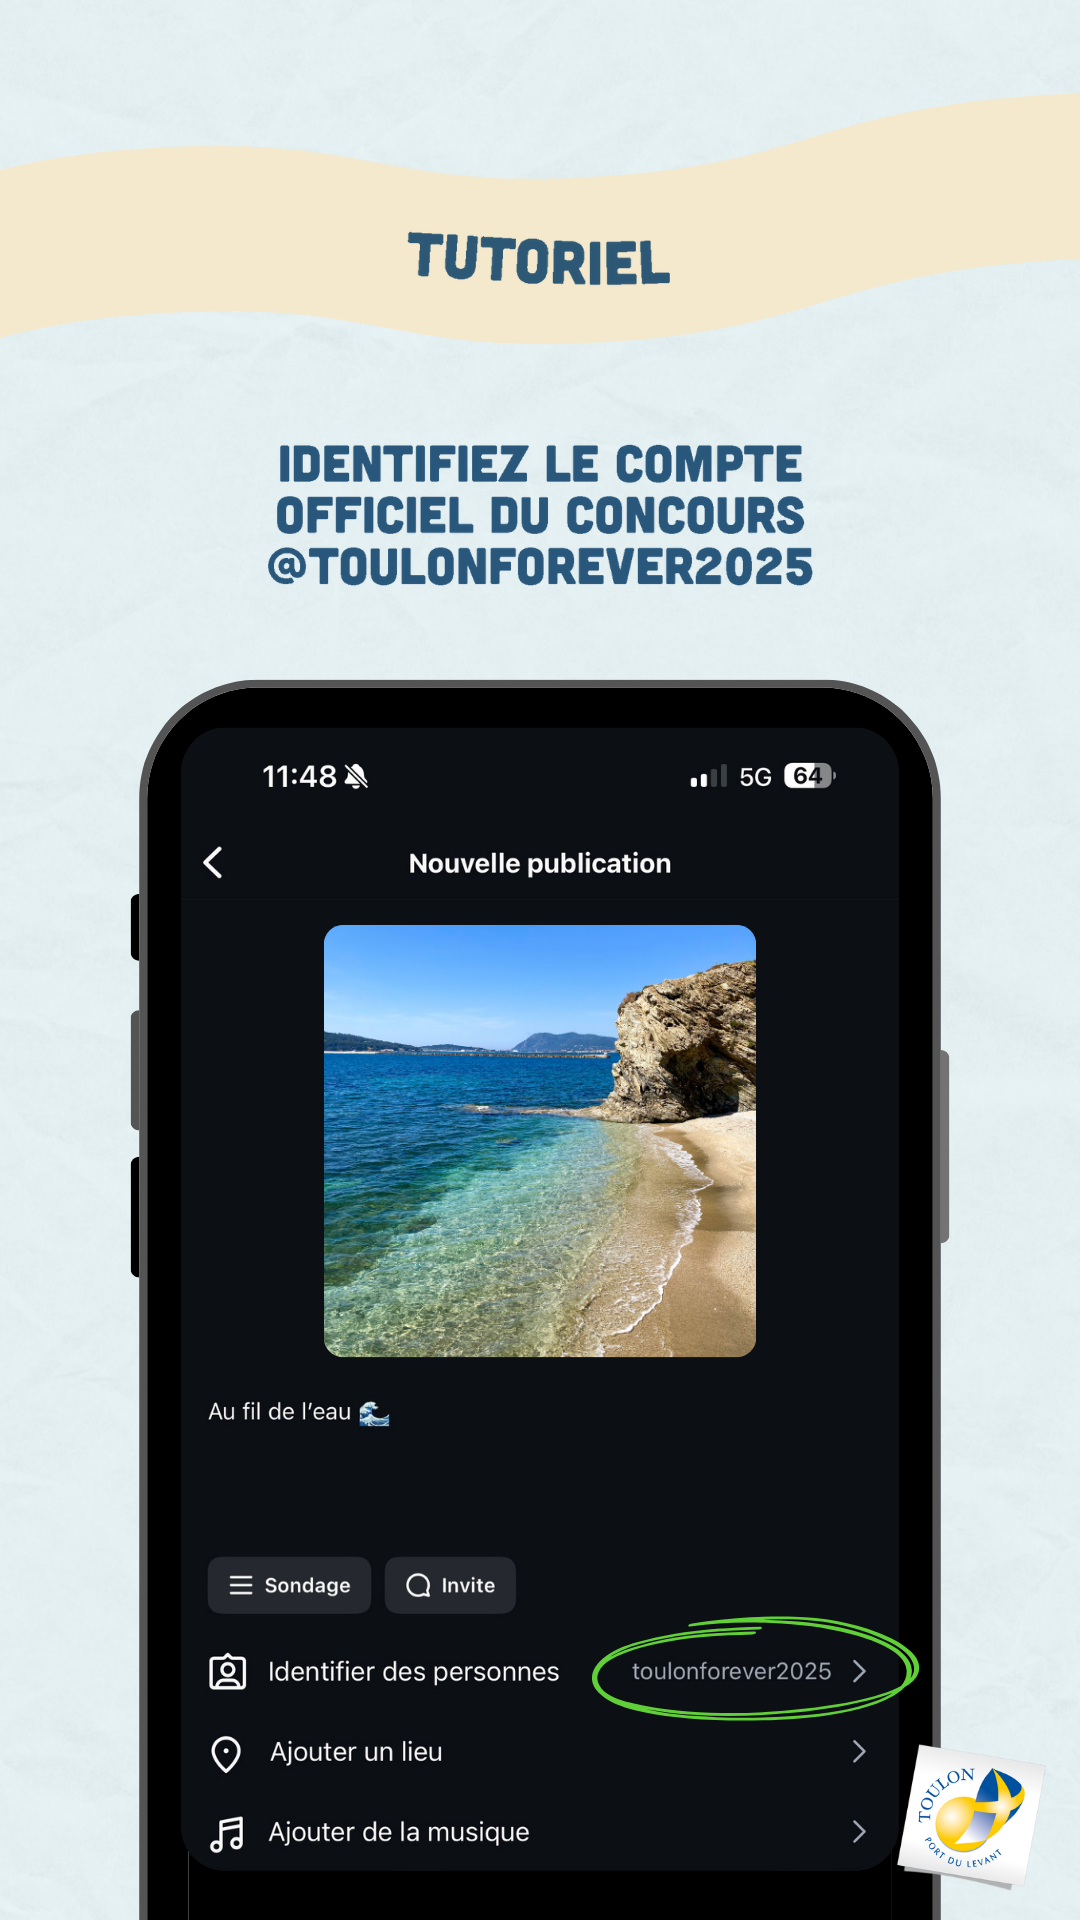 TUTORIEL
IDENTIFIEZ LE COMPTE
OFFICIEL DU CONCOURS
@TOULONFOREVER2025
11:48
5G
64
Nouvelle publication
Au fil de l'eau 🌊
Sondage
Invite
Identifier des personnes
toulonforever2025
Ajouter un lieu
Ajouter de la musique
TOULON
PORT DU LEVANT